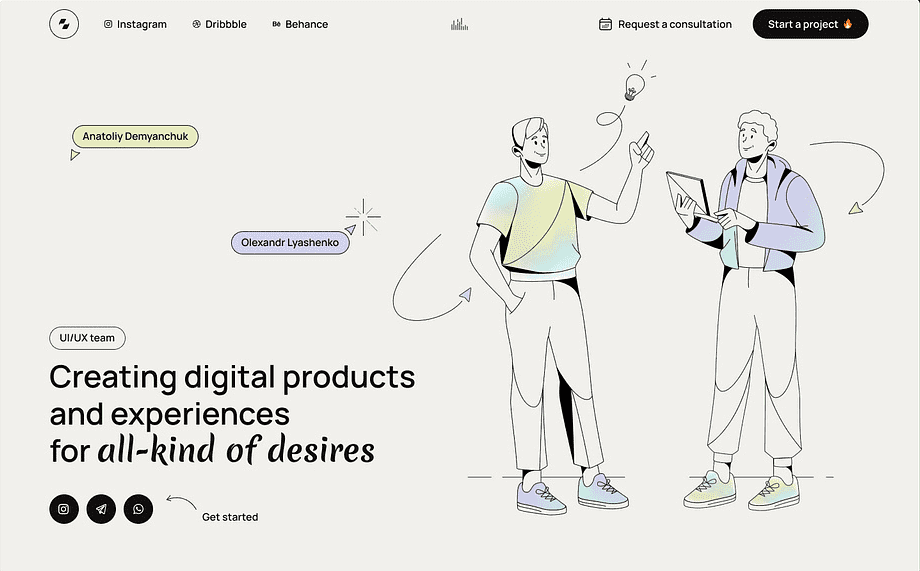 Instagram
Dribbble
Bē Behance
Request a consultation
Start a project
Anatoliy Demyanchuk
Olexandr Lyashenko
UI/UX team
Creating digital products
and experiences
for all-kind of desires
Get started